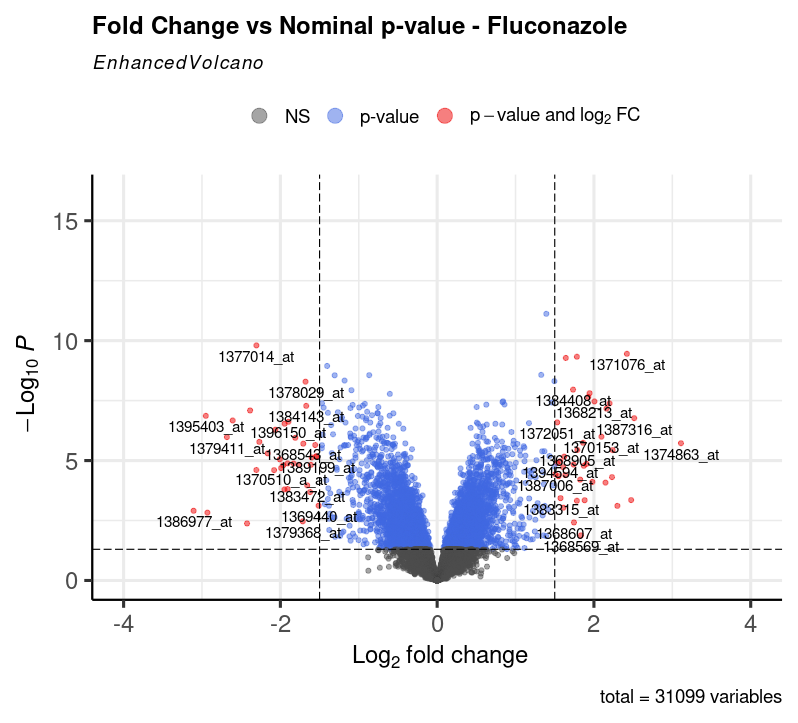 Fold Change vs Nominal p-value - Fluconazole
EnhancedVolcano
NS p-value p−value and log2 FC
−Log10 P
15
10
5
0
1377014_at
1371076_at
1378029_at
1384408_at
1384143_at
1368213_at
1395403_at
1396150_at
1372051_at
1387316_at
1379411_at
1368543_at
1370153_at
1374863_at
1389199_at
1368905_at
1370510_a_at
1394594_at
1383472_at
1387006_at
1369440_at
1383315_at
1386977_at
1379368_at
1368607_at
1368569_at
-4 -2 0 2 4
Log2 fold change
total = 31099 variables